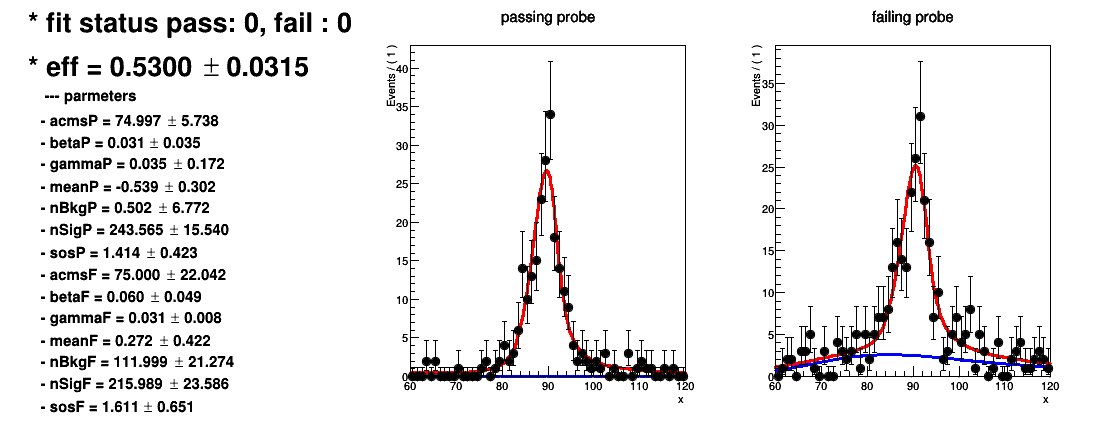 * fit status pass: 0, fail : 0
* eff = 0.5300 ± 0.0315
--- parmeters
- acmsP = 74.997 ± 5.738
- betaP = 0.031 ± 0.035
- gammaP = 0.035 ± 0.172
- meanP = -0.539 ± 0.302
- nBkgP = 0.502 ± 6.772
- nSigP = 243.565 ± 15.540
- sosP = 1.414 ± 0.423
- acmsF = 75.000 ± 22.042
- betaF = 0.060 ± 0.049
- gammaF = 0.031 ± 0.008
- meanF = 0.272 ± 0.422
- nBkgF = 111.999 ± 21.274
- nSigF = 215.989 ± 23.586
- sosF = 1.611 ± 0.651
passing probe
Events / ( 1 )
40
35
30
25
20
15
10
5
0
60 70 80 90 100 110 120
x
failing probe
Events / ( 1 )
35
30
25
20
15
10
5
0
60 70 80 90 100 110 120
x